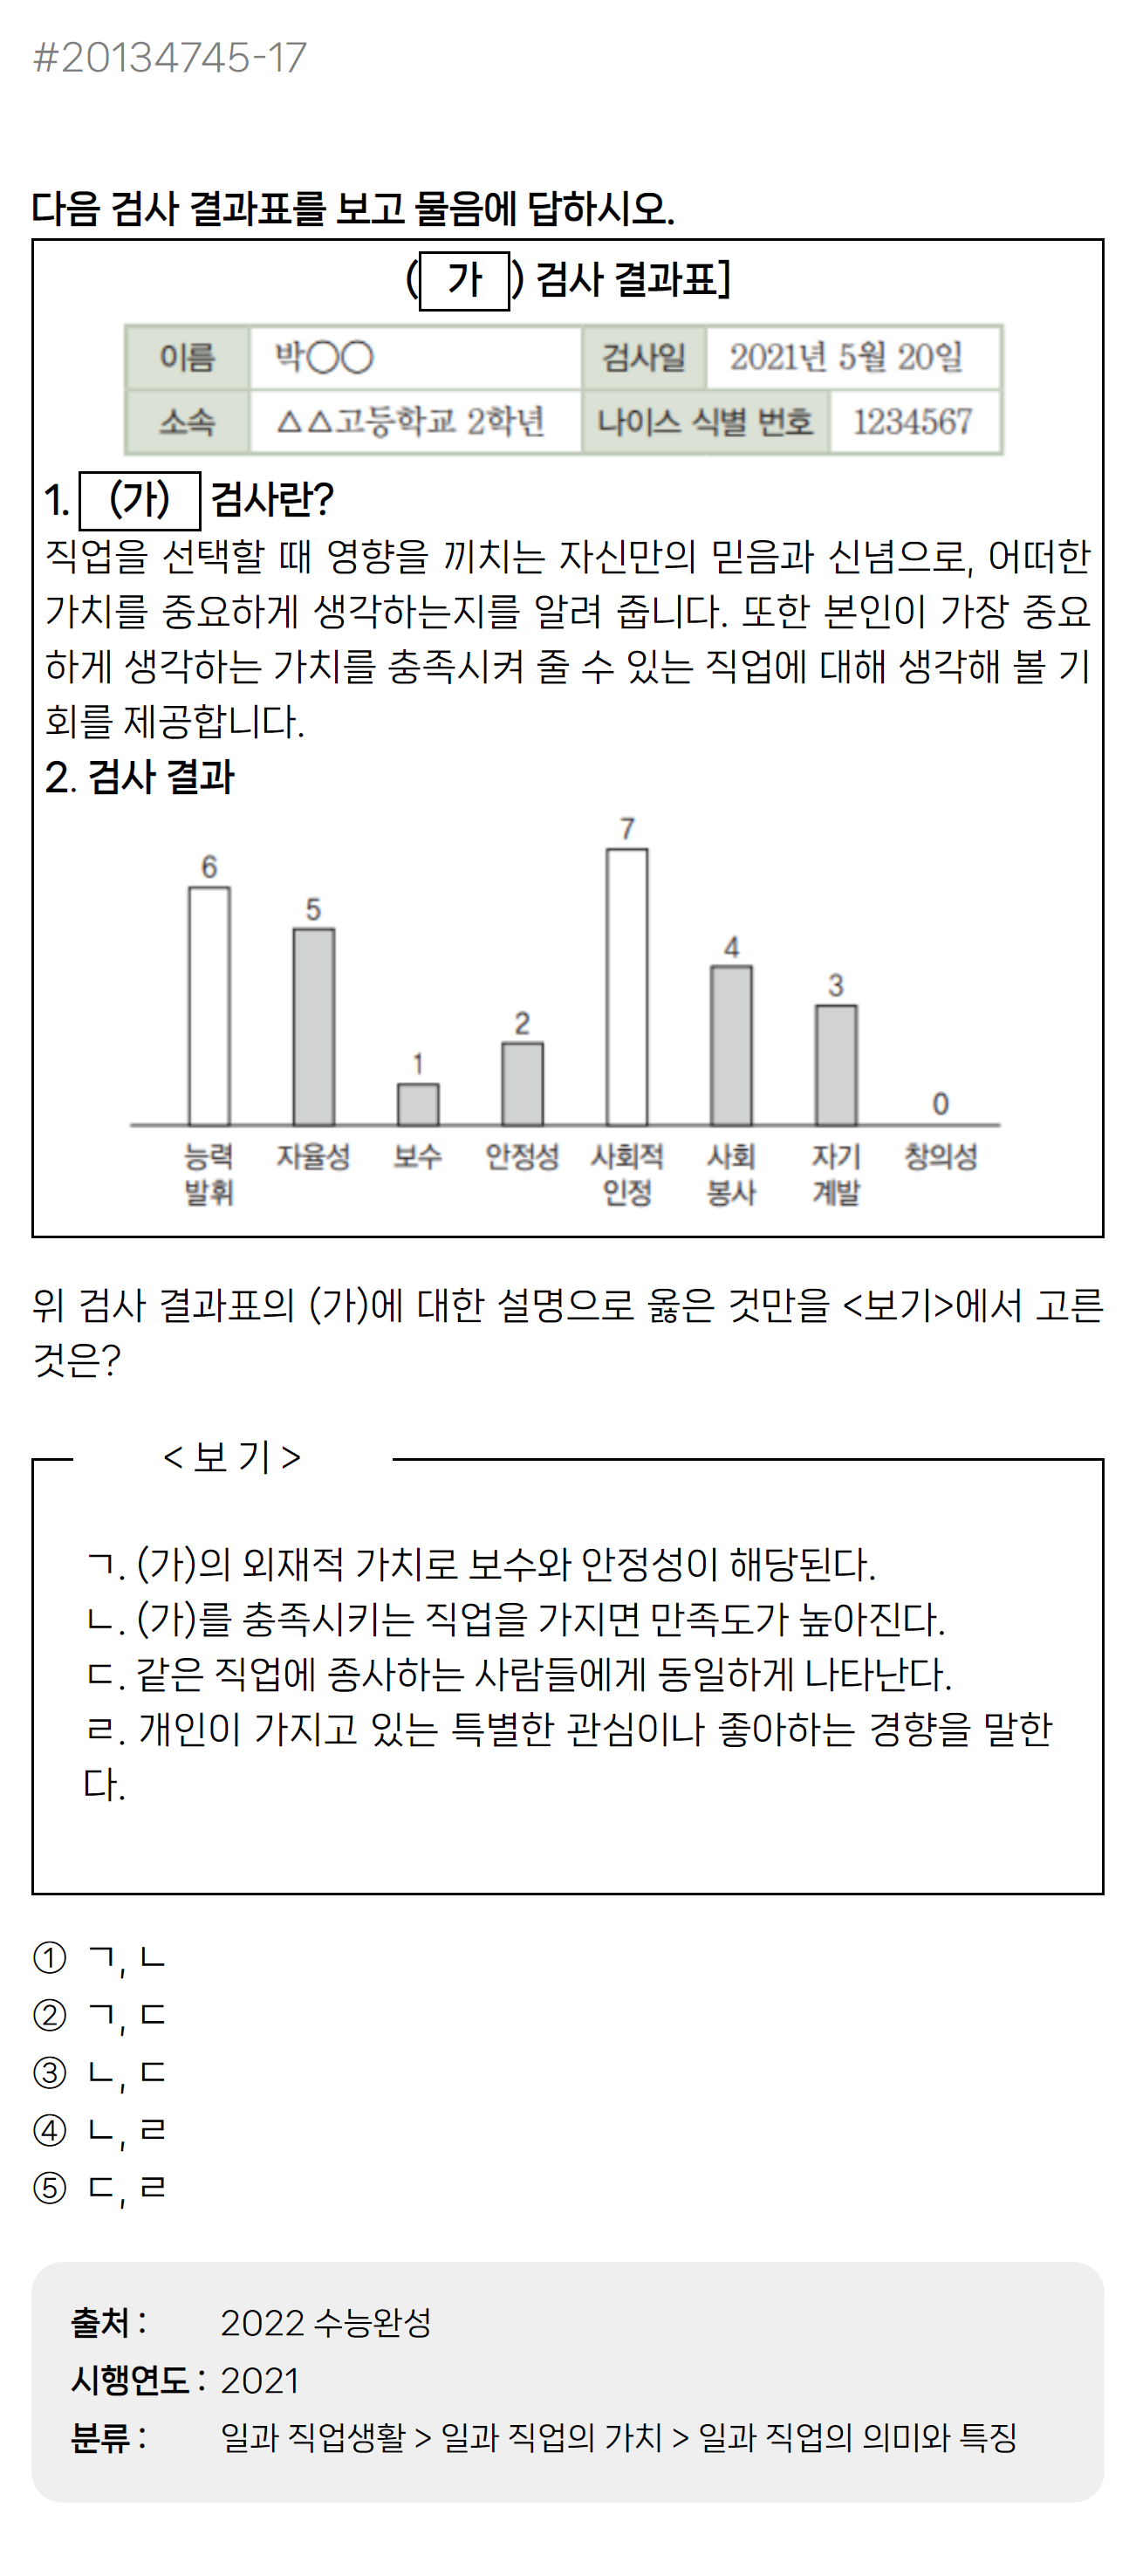 #20134745-17
다음 검사 결과표를 보고 물음에 답하시오.
( 가 ) 검사 결과표]
이름 박○○ 검사일 2021년 5월 20일
소속 △△고등학교 2학년 나이스 식별 번호 1234567
1. (가) 검사란?
직업을 선택할 때 영향을 끼치는 자신만의 믿음과 신념으로, 어떠한
가치를 중요하게 생각하는지를 알려 줍니다. 또한 본인이 가장 중요
하게 생각하는 가치를 충족시켜 줄 수 있는 직업에 대해 생각해 볼 기
회를 제공합니다.
2. 검사 결과
6 5 1 2 7 4 3 0
능력 자율성 보수 안정성 사회적 사회 자기 창의성
발휘 인정 봉사 계발
위 검사 결과표의 (가)에 대한 설명으로 옳은 것만을 <보기>에서 고른
것은?
< 보 기 >
ㄱ. (가)의 외재적 가치로 보수와 안정성이 해당된다.
ㄴ. (가)를 충족시키는 직업을 가지면 만족도가 높아진다.
ㄷ. 같은 직업에 종사하는 사람들에게 동일하게 나타난다.
ㄹ. 개인이 가지고 있는 특별한 관심이나 좋아하는 경향을 말한
다.
① ㄱ, ㄴ
② ㄱ, ㄷ
③ ㄴ, ㄷ
④ ㄴ, ㄹ
⑤ ㄷ, ㄹ
출처 : 2022 수능완성
시행연도 : 2021
분류 : 일과 직업생활 > 일과 직업의 가치 > 일과 직업의 의미와 특징